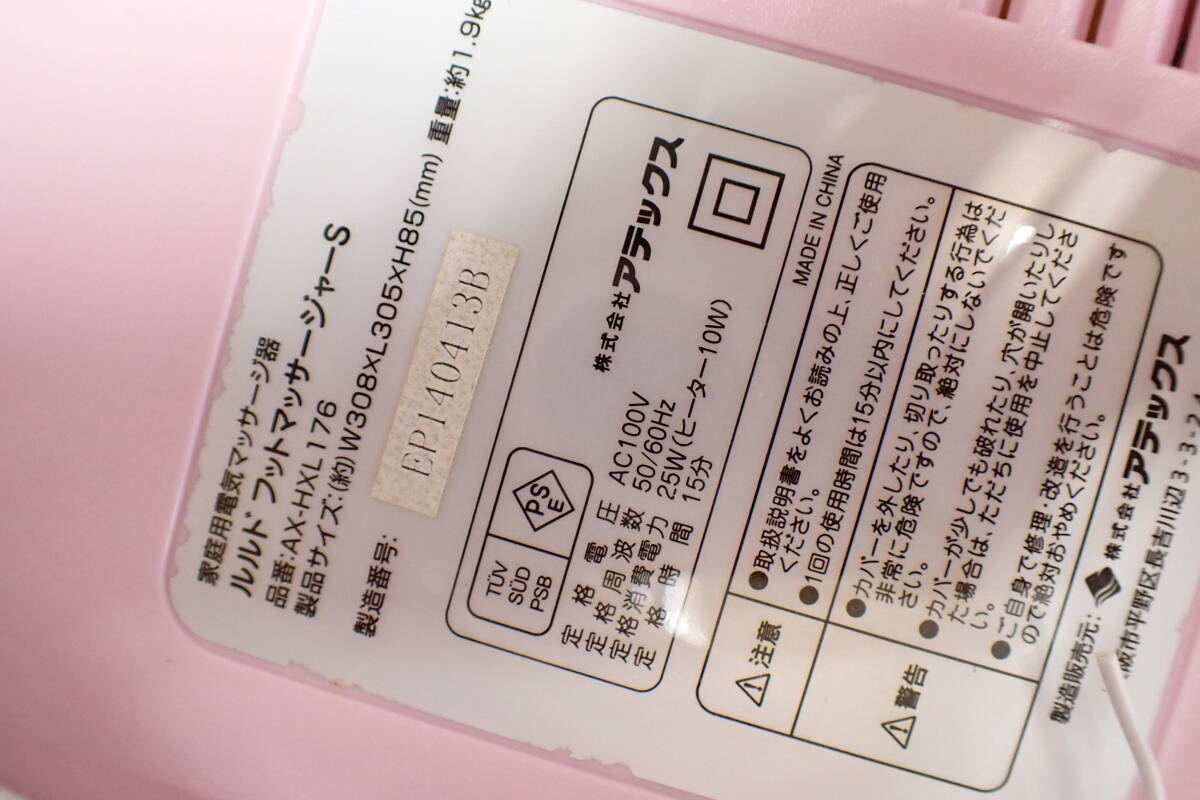 家庭用電気マッサージ器
ルルド フットマッサージャーS
品番:AX-HXL176
製品サイズ:(約)W308×L305×H85(mm) 重量:約1.9kg
製造番号:
EP140413B
TÜV
SÜD
PSB
PS
E
株式会社 アテックス
定格電圧 AC100V
定格周波数 50/60Hz
定格消費電力 25W(ヒーター10W)
定格時間 15分
MADE IN CHINA
注意
●取扱説明書をよくお読みの上、正しくご使用
ください。
●1回の使用時間は15分以内にしてください。
警告
●カバーを外したり、切り取ったりする行為は
非常に危険ですので、絶対にしないでくだ
さい。
●カバーが少しでも破れたり、穴が開いたりし
た場合は、ただちに使用を中止してくださ
い。
●ご自身で修理・改造を行うことは危険です
ので絶対おやめください。
製造販売元: 株式会社 アテックス
阪市平野区長吉川辺3-3-24